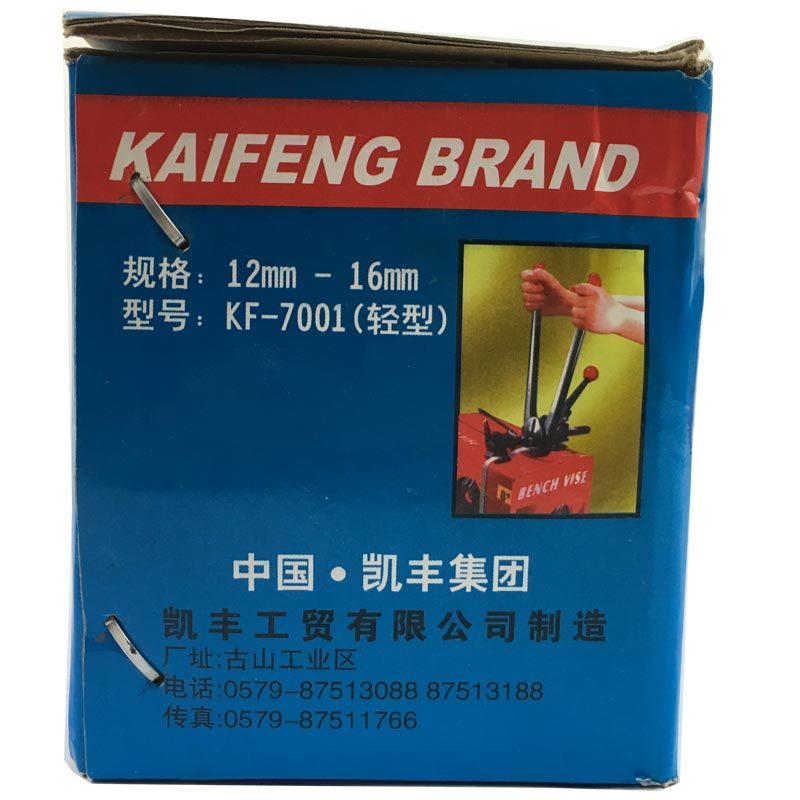 KAIFENG BRAND
规格：12mm - 16mm
型号：KF-7001(轻型)
BENCH VISE
中国·凯丰集团
凯丰工贸有限公司制造
厂址:古山工业区
电话:0579-87513088 87513188
传真:0579-87511766